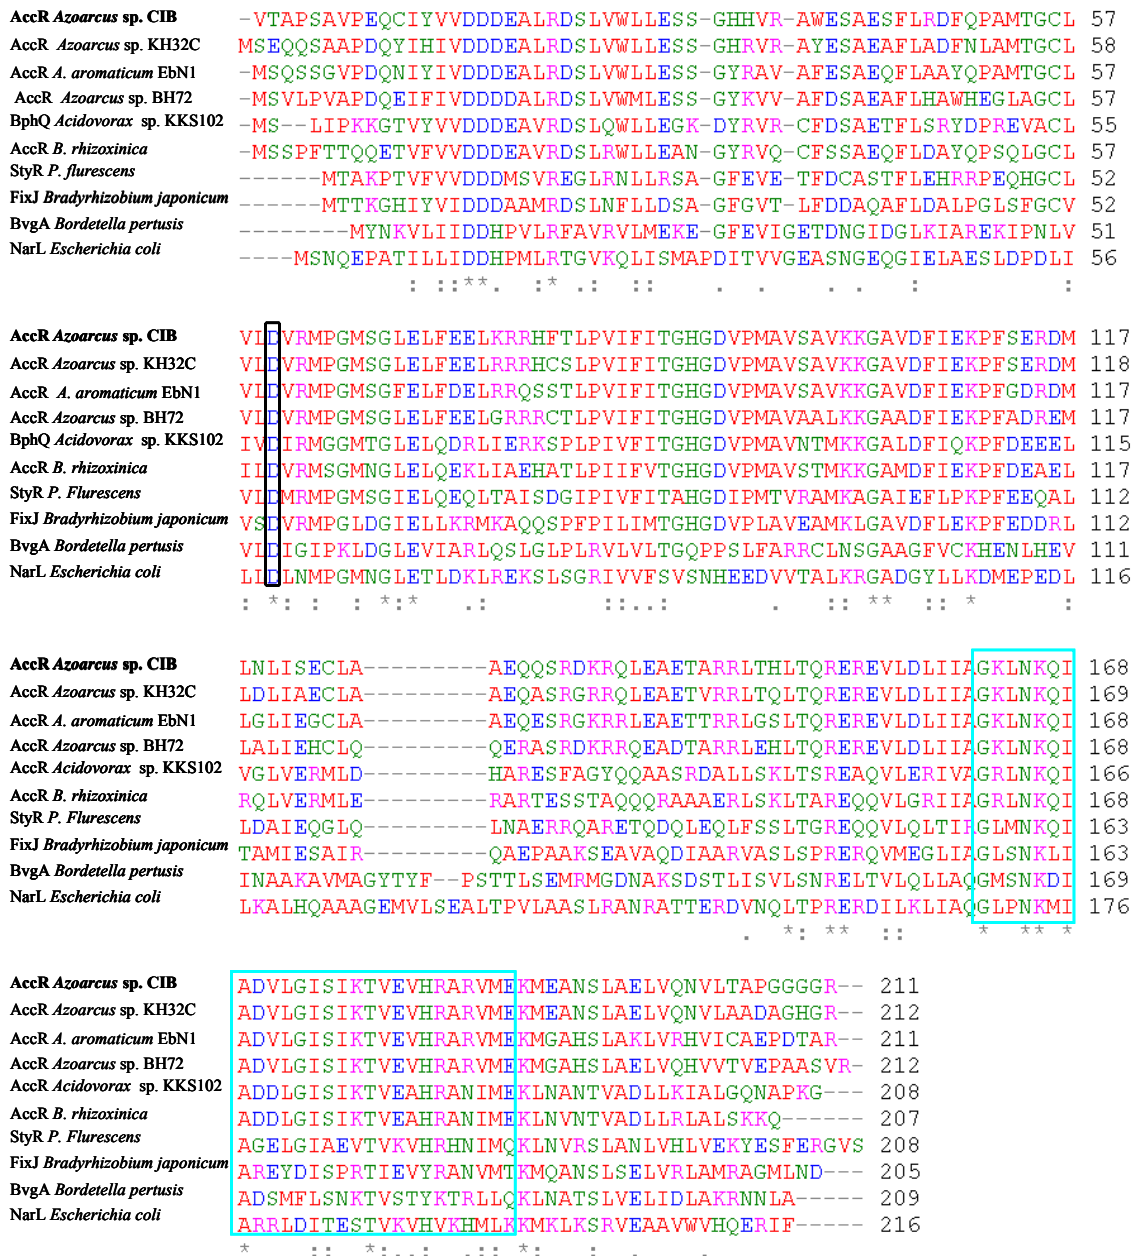 AccR Azoarcus sp. CIB -VTAPSAVPEQCIYVVDDDEALRDSLVWLLESS-GHHVR-AWESAESFLRDFQPAMTGCL 57
AccR Azoarcus sp. KH32C MSEQQSAAPDQYIHIVDDDEALRDSLVWLLESS-GHRVR-AYESAEAFLADFNLAMTGCL 58
AccR A. aromaticum EbN1 -MSQSSGVPDQNIYIVDDDEALRDSLVWLLESS-GYRAV-AFESAEQFLAAYQPAMTGCL 57
AccR Azoarcus sp. BH72 -MSVLPVAPDQEIFIVDDDDALRDSLVWMLESS-GYKVV-AFDSAEAFLHAWHEGLAGCL 57
BphQ Acidovorax sp. KKS102 -MS--LIPKKGTVYVVDDDEAVRDSLQWLLEGK-DYRVR-CFDSAETFLSRYDPREVACL 55
AccR B. rhizoxinica -MSSPFTTQQETVFVVDDDEAVRDSLRWLLEAN-GYRVQ-CFSSAEQFLDAYQPSQLGCL 57
StyR P. flurescens ------MTAKPTVFVVDDDMSVREGLRNLLRSA-GFEVE-TFDCASTFLEHRRPEQHGCL 52
FixJ Bradyrhizobium japonicum ------MTTKGHIYVIDDDAAMRDSLNFLLDSA-GFGVT-LFDDAQAFLDALPGLSFGCV 52
BvgA Bordetella pertusis --------MYNKVLIIDDHPVLRFAVRVLMEKE-GFEVIGETDNGIDGLKIAREKIPNLV 51
NarL Escherichia coli ----MSNQEPATILLIDDHPMLRTGVKQLISMAPDITVVGEASNGEQGIELAESLDPDLI 56
: ::** :* .: :: . . . : :
AccR Azoarcus sp. CIB VLDVRMPGMSGLELFEELKRRHFTLPVIFITGHGDVPMAVSAVKKGAVDFIEKPFSERDM 117
AccR Azoarcus sp. KH32C VLDVRMPGMSGLELFEELRRRHCSLPVIFITGHGDVPMAVSAVKKGAVDFIEKPFSERDM 118
AccR A. aromaticum EbN1 VLDVRMPGMSGFELFDELRRQSSTLPVIFITGHGDVPMAVSAVKKGAVDFIEKPFGDRDM 117
AccR Azoarcus sp. BH72 VLDVRMPGMSGLELFEELGRRRCTLPVIFITGHGDVPMAVAALKKGAADFIEKPFADREM 117
BphQ Acidovorax sp. KKS102 IVDIRMGGMTGLELQDRLIERKSPLPIVFITGHGDVPMAVNTMKKGALDFIQKPFDEEEL 115
AccR B. rhizoxinica ILDVRMSGMNGLELQEKLIAEHATLPIIFVTGHGDVPMAVSTMKKGAMDFIEKPFDEAEL 117
StyR P. Flurescens VLDMRMPGMSGIELQEQLTAISDGIPIVFITAHGDIPMTVRAMKAGAIEFLPKPFEEQAL 112
FixJ Bradyrhizobium japonicum VSDVRMPGLDGIELLKRMKAQQSPFPILIMTGHGDVPLAVEAMKLGAVDFLEKPFEDDRL 112
BvgA Bordetella pertusis VLDIGIPKLDGLEVIARLQSLGLPLRVLVLTGQPPSLFARRCLNSGAAGFVCKHENLHEV 111
NarL Escherichia coli LLDLNMPGMNGLETLDKLREKSLSGRIVVFSVSNHEEDVVTALKRGADGYLLKDMEPEDL 116
: *: : : *:* .: ::..: . :: ** :: * :
AccR Azoarcus sp. CIB LNLISECLA---------AEQQSRDKRQLEAETARRLTHLTQREREVLDLIIAGKLNKQI 168
AccR Azoarcus sp. KH32C LDLIAECLA---------AEQASRGRRQLEAETVRRLTQLTQREREVLDLIIAGKLNKQI 169
AccR A. aromaticum EbN1 LGLIEGCLA---------AEQESRGKRRLEAETTRRLGSLTQREREVLDLIIAGKLNKQI 168
AccR Azoarcus sp. BH72 LALIEHCLQ---------QERASRDKRRQEADTARRLEHLTQREREVLDLIIAGKLNKQI 168
AccR Acidovorax sp. KKS102 VGLVERMLD---------HARESFAGYQQAASRDALLSKLTSREAQVLERIVAGRLNKQI 166
AccR B. rhizoxinica RQLVERMLE---------RARTESSTAQQQRAAAERLSKLTAREQQVLGRIIAGRLNKQI 168
StyR P. Flurescens LDAIEQGLQ---------LNAERRQARETQDQLEQLFSSLTGREQQVLQLTIRGLMNKQI 163
FixJ Bradyrhizobium japonicum TAMIESAIR---------QAEPAAKSEAVAQDIAARVASLSPRERQVMEGLIAGLSNKLI 163
BvgA Bordetella pertusis INAAKAVMAGYTYF--PSTTLSEMRMGDNAKSDSTLISVLSNRELTVLQLLAQGMSNKDI 169
NarL Escherichia coli LKALHQAAAGEMVLSEALTPVLAASLRANRATTERDVNQLTPRERDILKLIAQGLPNKMI 176
. *: ** :: * ** *
AccR Azoarcus sp. CIB ADVLGISIKTVEVHRARVMEKMEANSLAELVQNVLTAPGGGGR-- 211
AccR Azoarcus sp. KH32C ADVLGISIKTVEVHRARVMEKMEANSLAELVQNVLAADAGHGR-- 212
AccR A. aromaticum EbN1 ADVLGISIKTVEVHRARVMEKMGAHSLAKLVRHVICAEPDTAR-- 211
AccR Azoarcus sp. BH72 ADVLGISIKTVEVHRARVMEKMGAHSLAELVQHVVTVEPAASVR- 212
AccR Acidovorax sp. KKS102 ADDLGISIKTVEAHRANIMEKLNANTVADLLKIALGQNAPKG--- 208
AccR B. rhizoxinica ADDLGISIKTVEAHRANIMEKLNVNTVADLLRLALSKKQ---- 207
StyR P. Flurescens AGELGIAEVTVKVHRHNIMQKLNVRSLANLVHLVEKYESFERGVS 208
FixJ Bradyrhizobium japonicum AREYDISPRTIEVYRANVMTKMQANSLSELVRLAMRAGMLND--- 205
BvgA Bordetella pertusis ADSMFLSNKTVSTYKTRLLQKLNATSLVELIDLAKRNNLA----- 209
NarL Escherichia coli ARRLDITESTVKVHVKHMLKKMKLKSRVEAAVWVHQERIF----- 216
* :: *:..:: .:: *: : . .